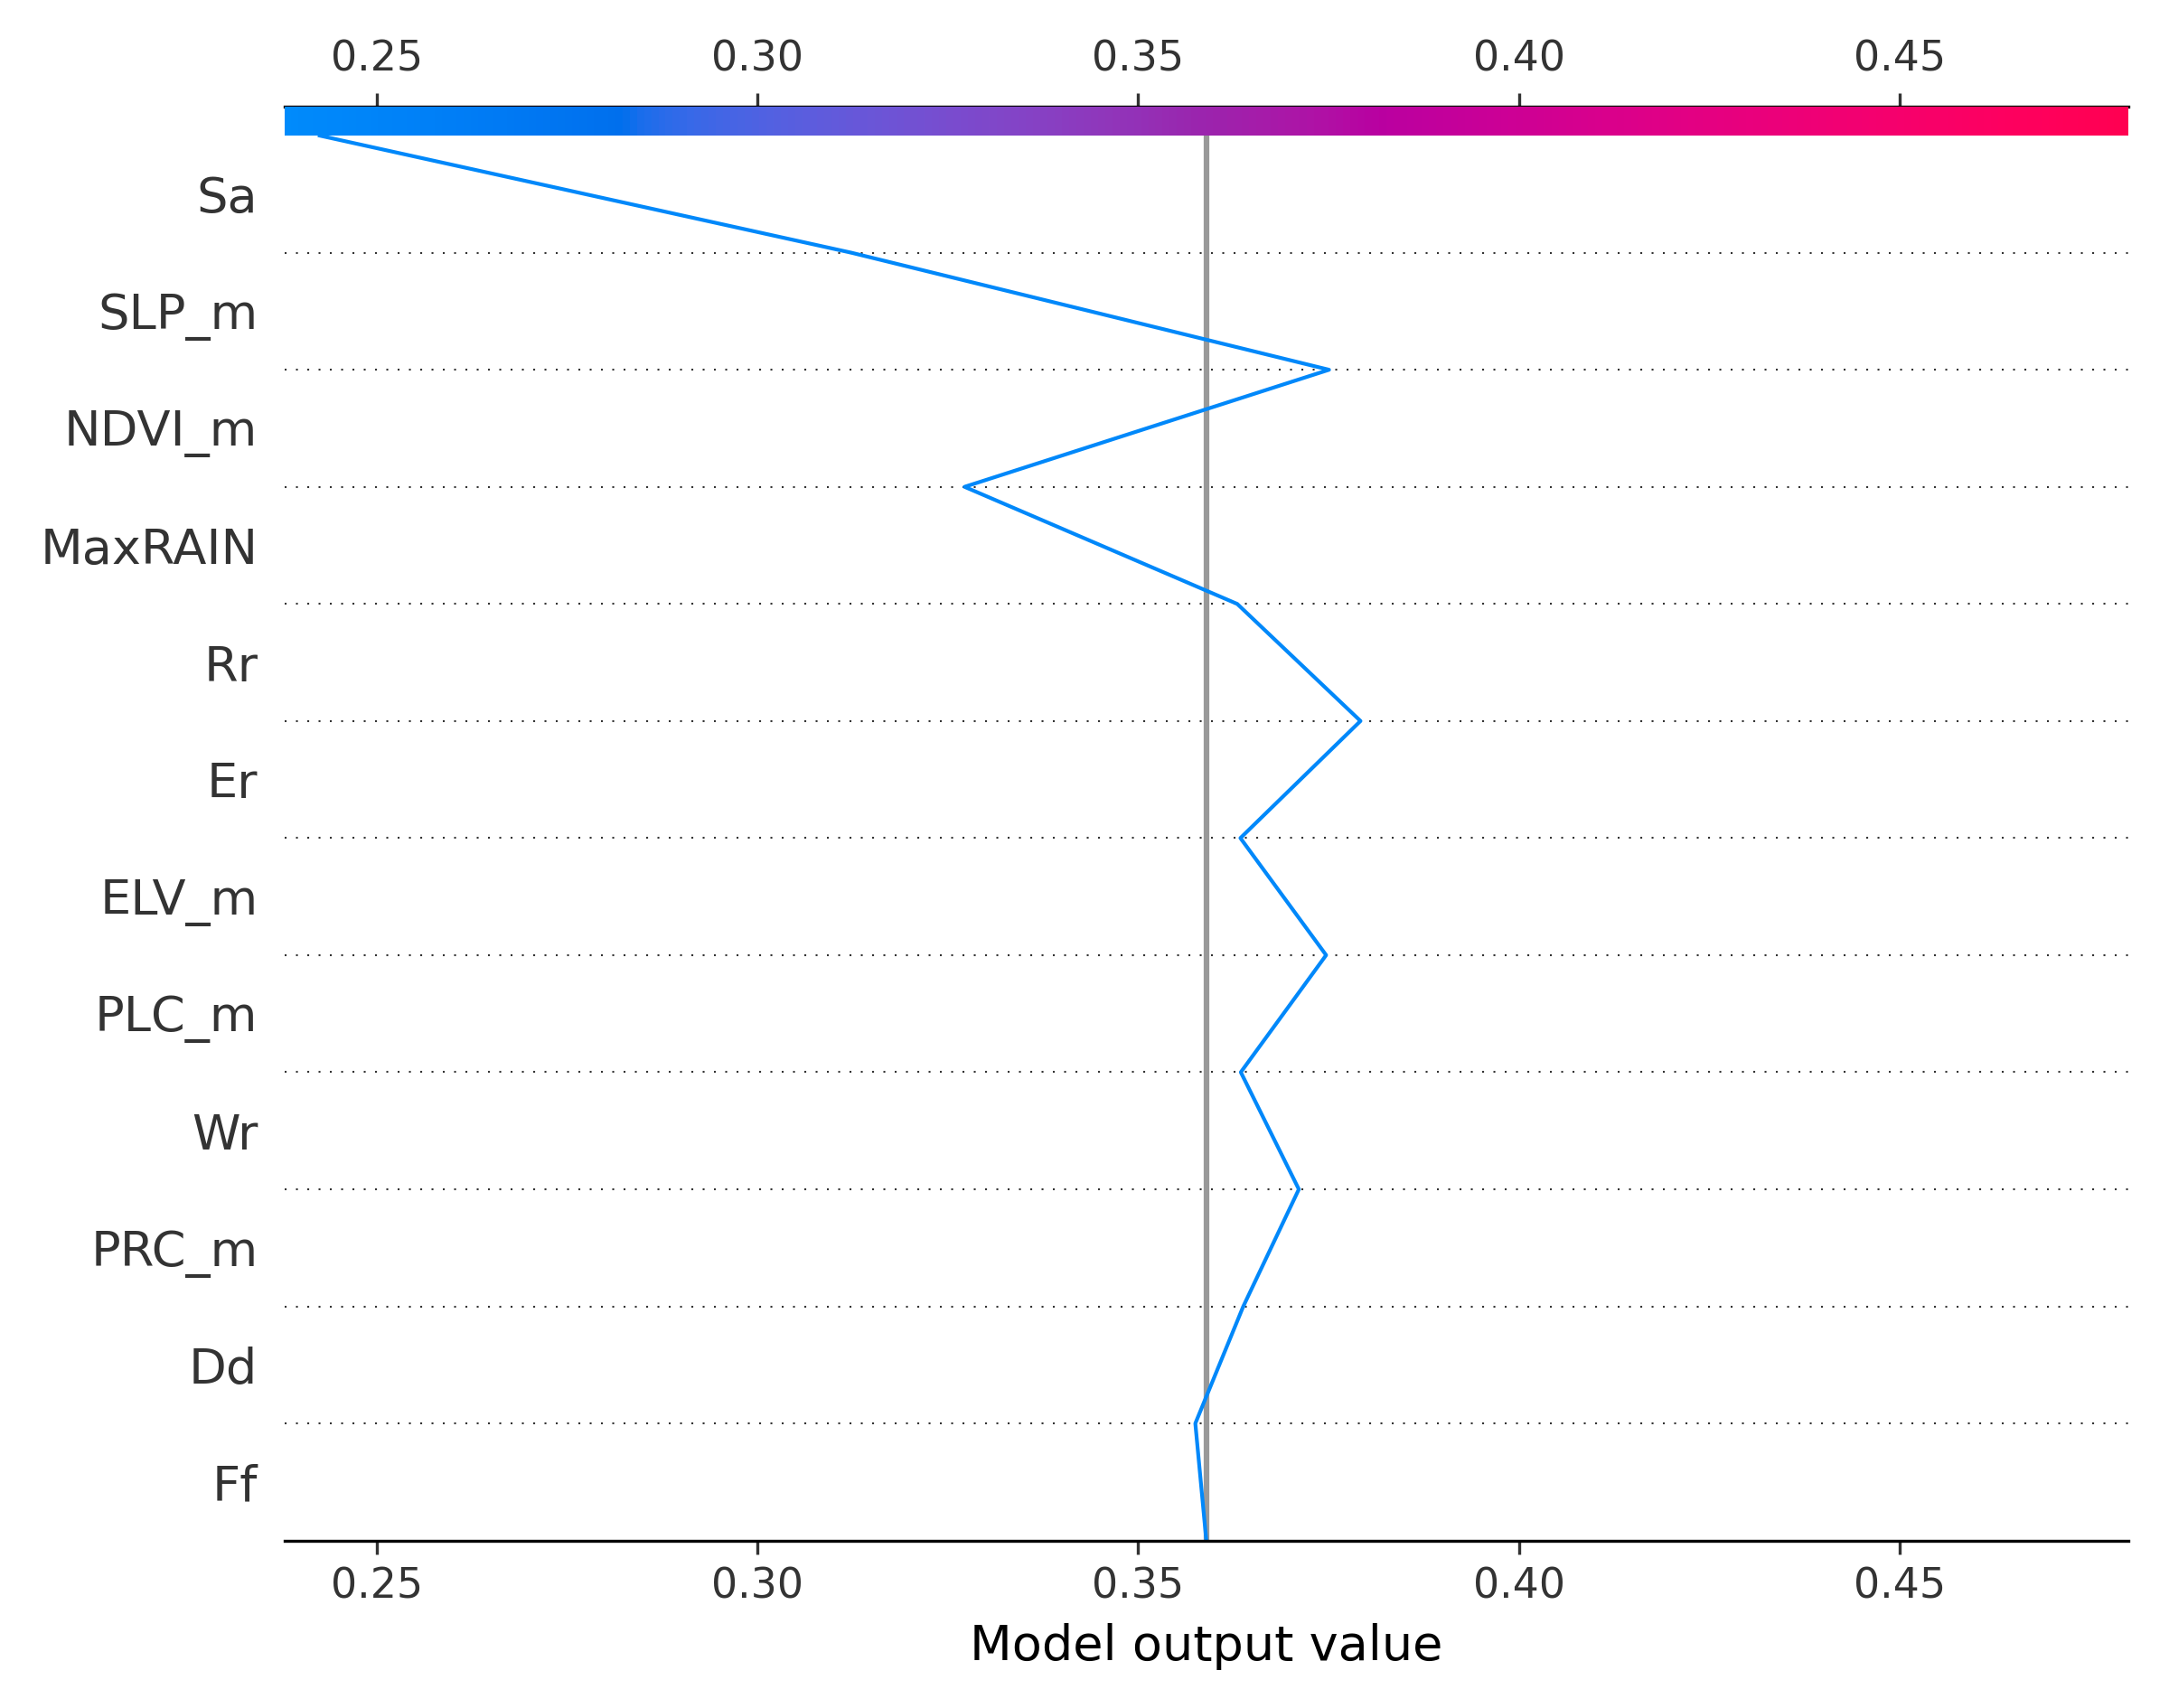 0.25 0.30 0.35 0.40 0.45
Sa
SLP_m
NDVI_m
MaxRAIN
Rr
Er
ELV_m
PLC_m
Wr
PRC_m
Dd
Ff
0.25 0.30 0.35 0.40 0.45
Model output value